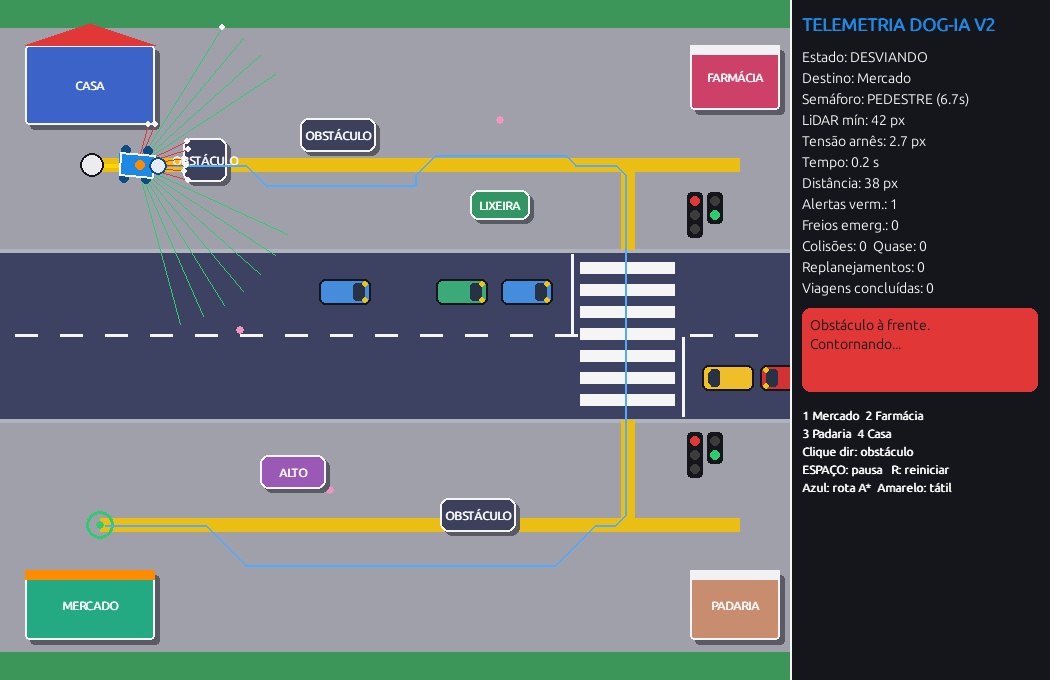 CASA
FARMÁCIA
OBSTÁCULO
OBSTÁCULO
LIXEIRA
ALTO
OBSTÁCULO
MERCADO
PADARIA
TELEMETRIA DOG-IA V2
Estado: DESVIANDO
Destino: Mercado
Semáforo: PEDESTRE (6.7s)
LiDAR mín: 42 px
Tensão arnês: 2.7 px
Tempo: 0.2 s
Distância: 38 px
Alertas verm.: 1
Freios emerg.: 0
Colisões: 0  Quase: 0
Replanejamentos: 0
Viagens concluídas: 0
Obstáculo à frente.
Contornando...
1 Mercado  2 Farmácia
3 Padaria  4 Casa
Clique dir: obstáculo
ESPAÇO: pausa   R: reiniciar
Azul: rota A*  Amarelo: tátil